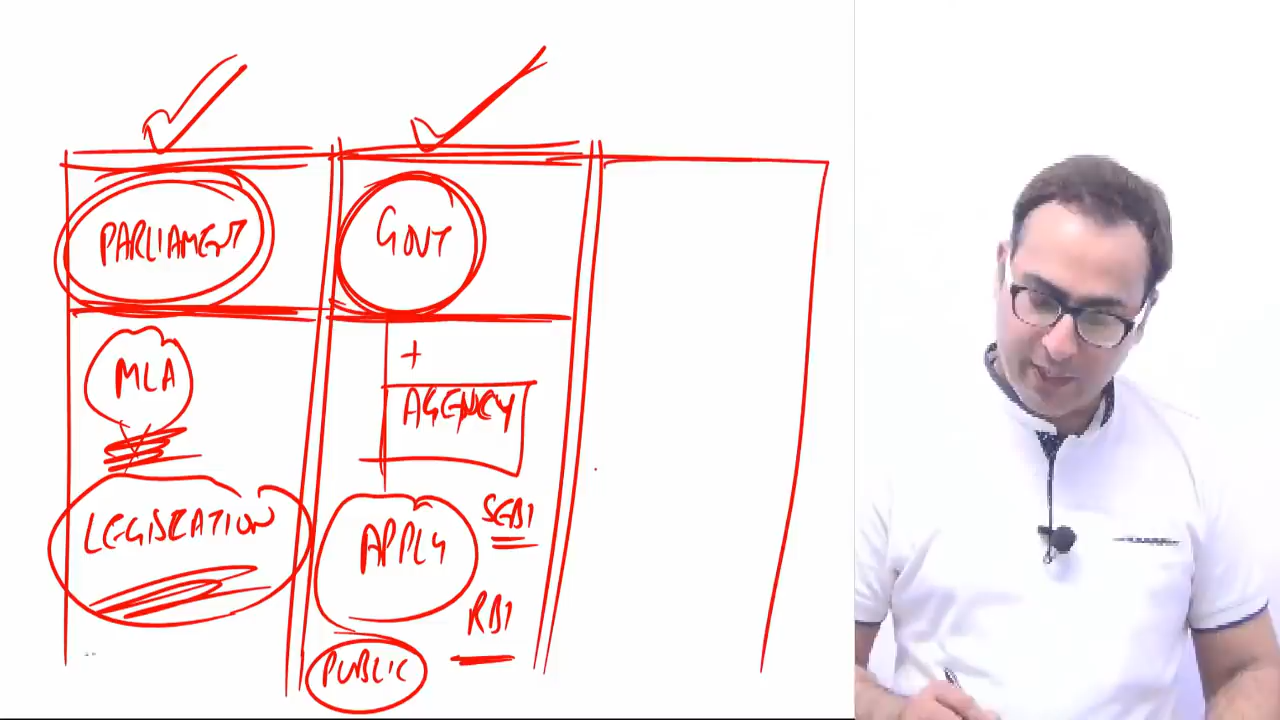 PARLIAMENT
MLA
LEGISLATION
GOVT
+
AGENCY
APPLY
SEBI
RBI
PUBLIC